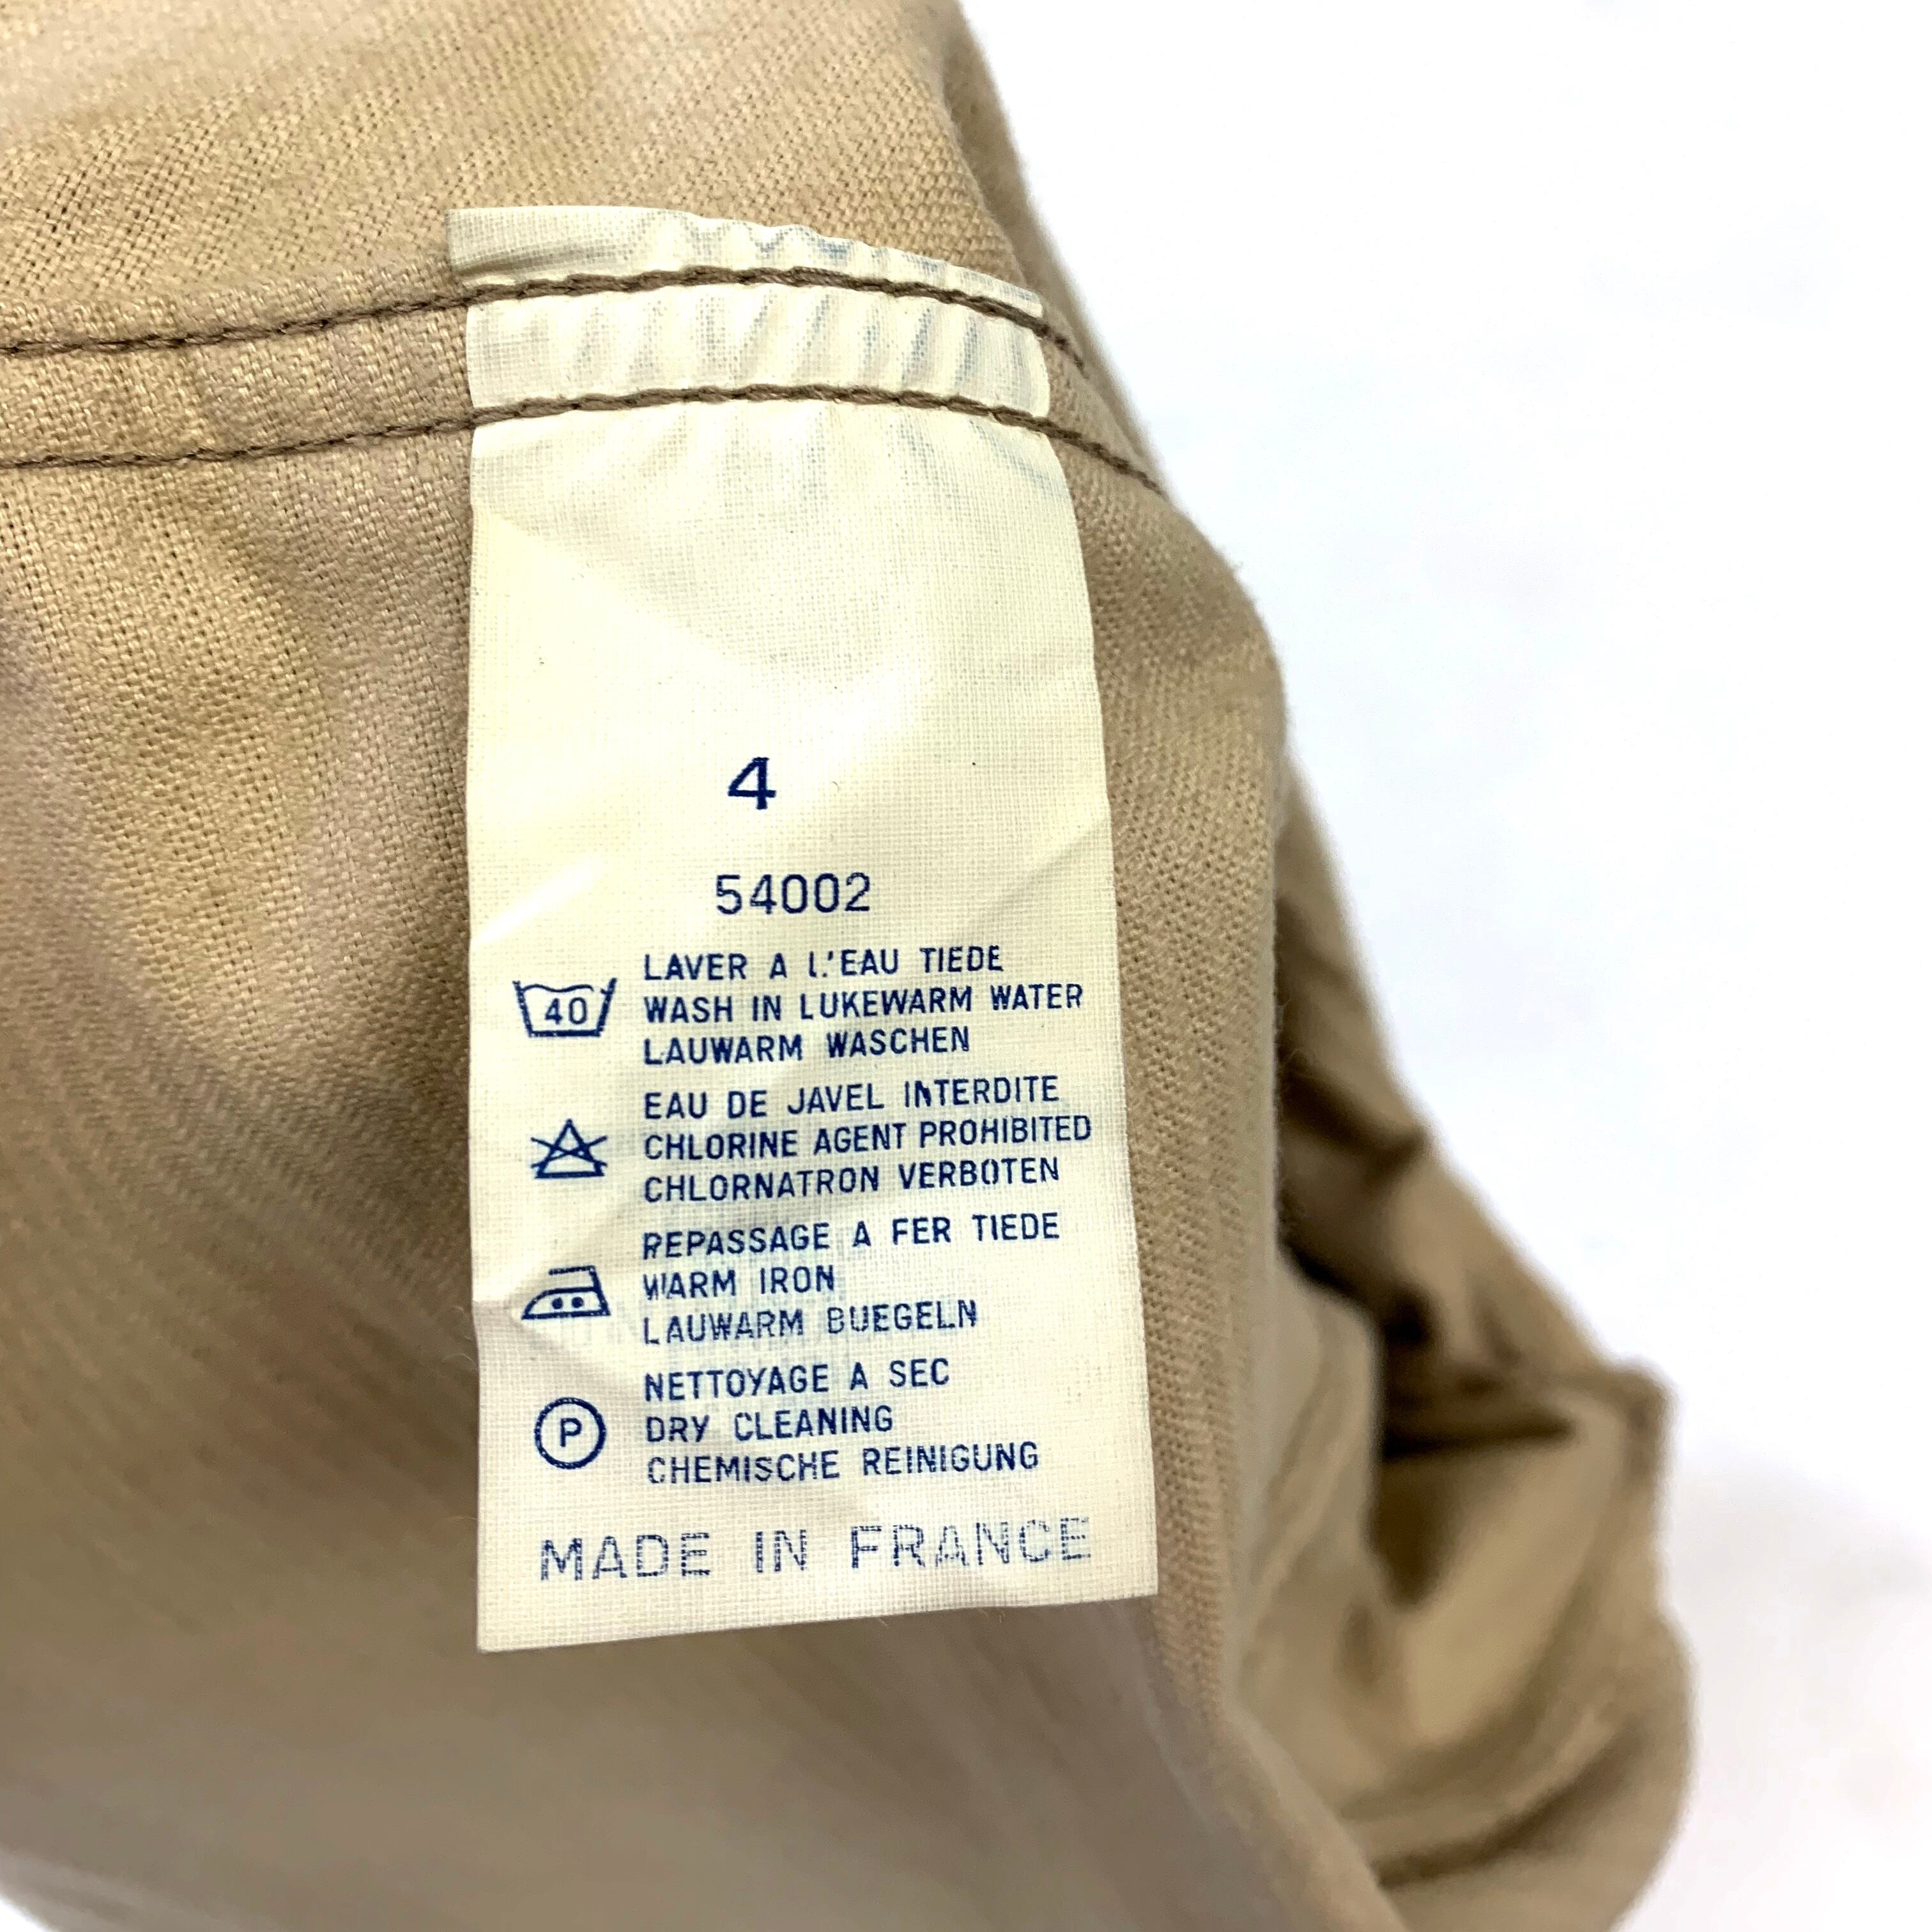 4
54002
40
LAVER A L'EAU TIEDE
WASH IN LUKEWARM WATER
LAUWARM WASCHEN
EAU DE JAVEL INTERDITE
CHLORINE AGENT PROHIBITED
CHLORNATRON VERBOTEN
REPASSAGE A FER TIEDE
WARM IRON
LAUWARM BUEGELN
P
NETTOYAGE A SEC
DRY CLEANING
CHEMISCHE REINIGUNG
MADE IN FRANCE